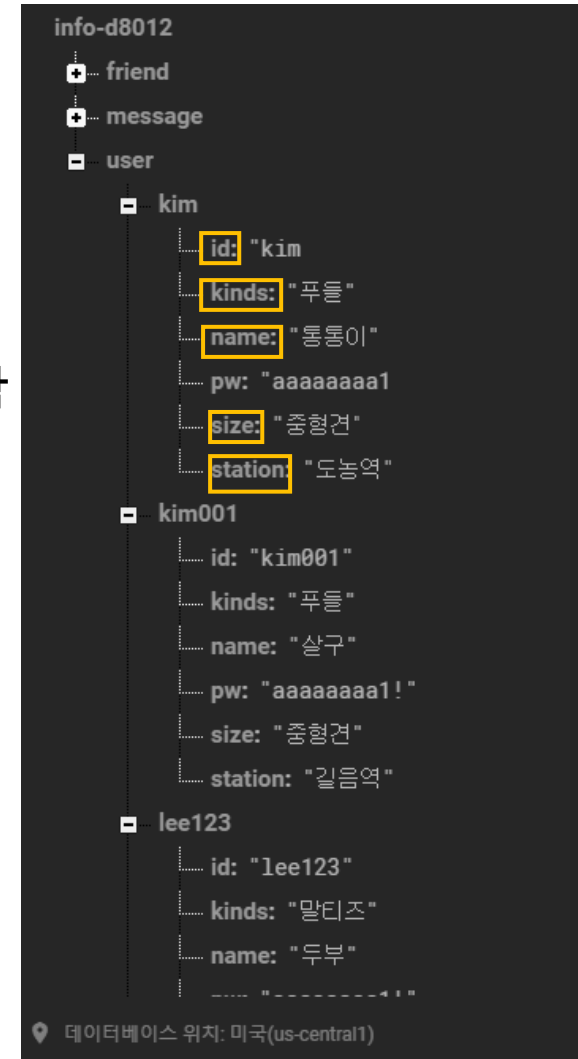 info-d8012
friend
message
user
kim
id: "kim
kinds: "푸들"
name: "통통이"
pw: "aaaaaaaa1
size: "중형견"
station: "도농역"
kim001
id: "kim001"
kinds: "푸들"
name: "살구"
pw: "aaaaaaaa1!"
size: "중형견"
station: "길음역"
lee123
id: "lee123"
kinds: "말티즈"
name: "두부"
데이터베이스 위치: 미국(us-central1)